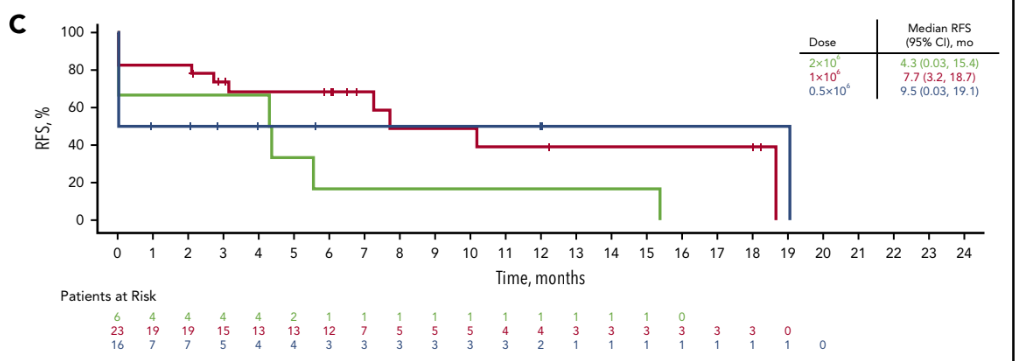 C
Median RFS
Dose (95% CI), mo
2×10⁶ 4.3 (0.03, 15.4)
1×10⁶ 7.7 (3.2, 18.7)
0.5×10⁶ 9.5 (0.03, 19.1)
RFS, %
100
80
60
40
20
0
0 1 2 3 4 5 6 7 8 9 10 11 12 13 14 15 16 17 18 19 20 21 22 23 24
Time, months
Patients at Risk
6 4 4 4 4 2 1 1 1 1 1 1 1 1 1 1 0
23 19 19 15 13 13 12 7 5 5 5 4 4 3 3 3 3 3 3 0
16 7 7 5 4 4 3 3 3 3 3 3 2 1 1 1 1 1 1 1 0